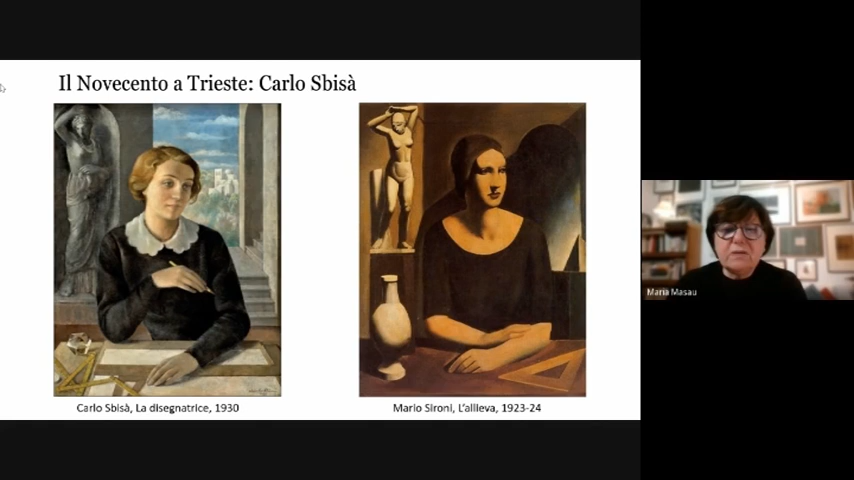 Il Novecento a Trieste: Carlo Sbisà
Carlo Sbisà, La disegnatrice, 1930
Mario Sironi, L'allieva, 1923-24
Maria Masau